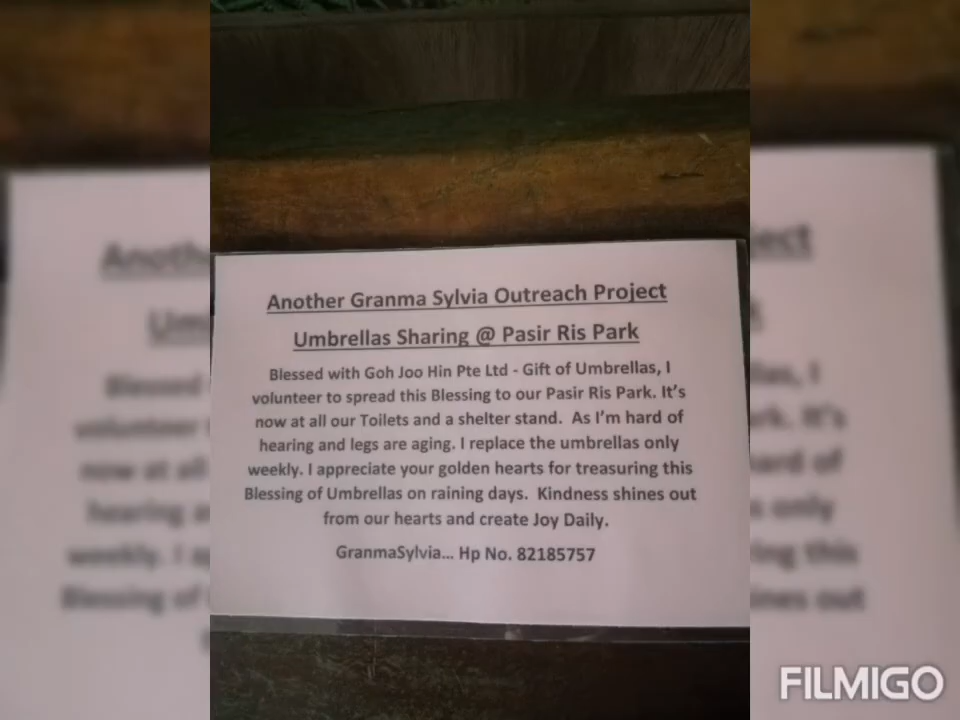 Another Granma Sylvia Outreach Project
Umbrellas Sharing @ Pasir Ris Park
Blessed with Goh Joo Hin Pte Ltd - Gift of Umbrellas, I
volunteer to spread this Blessing to our Pasir Ris Park. It's
now at all our Toilets and a shelter stand. As I'm hard of
hearing and legs are aging. I replace the umbrellas only
weekly. I appreciate your golden hearts for treasuring this
Blessing of Umbrellas on raining days. Kindness shines out
from our hearts and create Joy Daily.
GranmaSylvia... Hp No. 82185757
FILMIGO